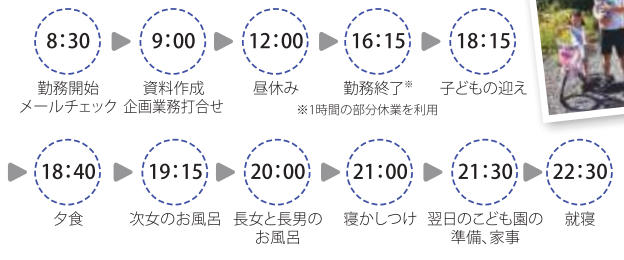 8:30
9:00
12:00
16:15
18:15
勤務開始
メールチェック
資料作成
企画業務打合せ
昼休み
勤務終了※
子どもの迎え
※1時間の部分休業を利用
18:40
19:15
20:00
21:00
21:30
22:30
夕食
次女のお風呂
長女と長男の
お風呂
寝かしつけ
翌日のこども園の
準備、家事
就寝